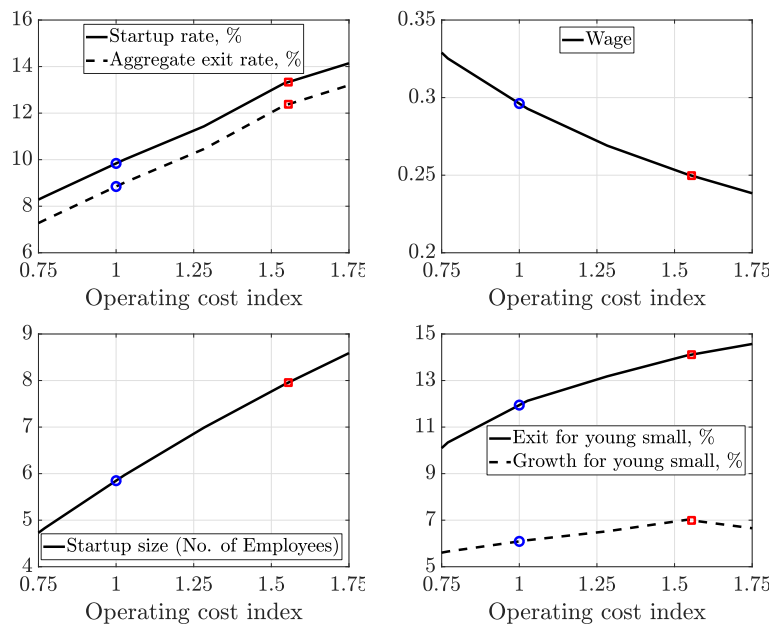 16
14
12
10
8
6
Startup rate, %
Aggregate exit rate, %
0.75 1 1.25 1.5 1.75
Operating cost index
0.35
0.3
0.25
0.2
Wage
0.75 1 1.25 1.5 1.75
Operating cost index
9
8
7
6
5
4
Startup size (No. of Employees)
0.75 1 1.25 1.5 1.75
Operating cost index
15
13
11
9
7
5
Exit for young small, %
Growth for young small, %
0.75 1 1.25 1.5 1.75
Operating cost index